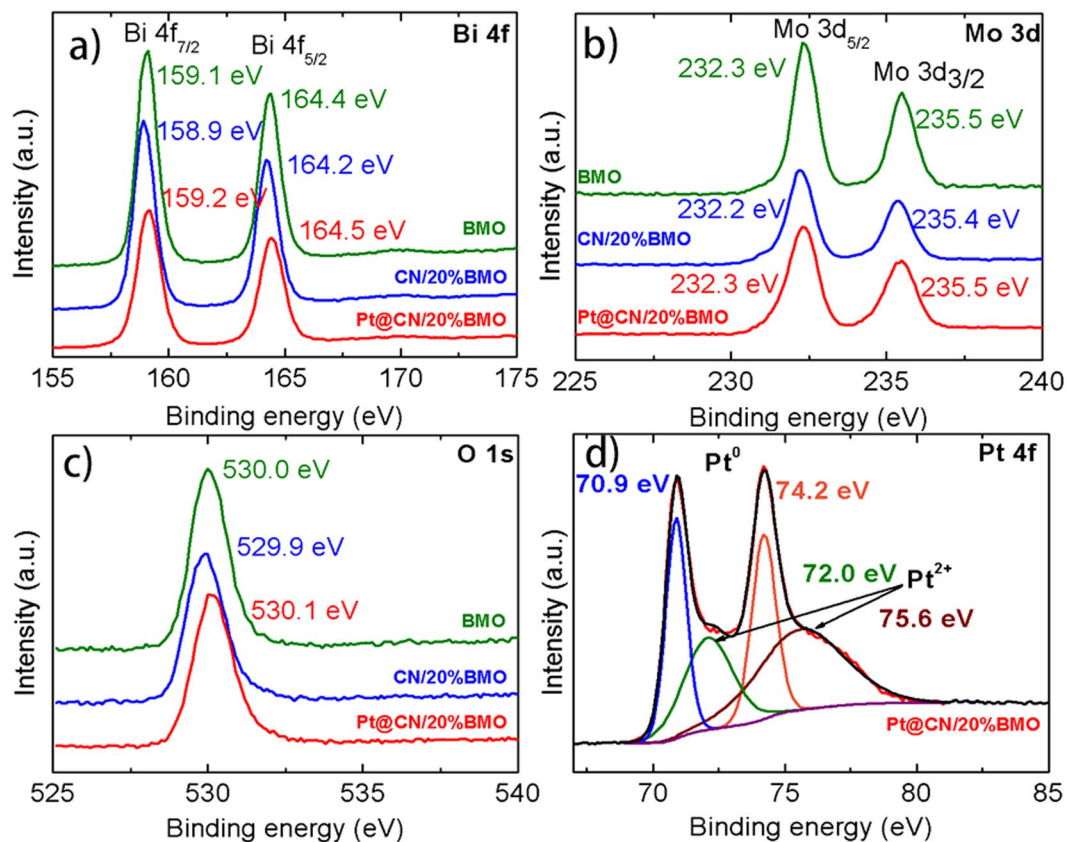 a)
Bi 4f7/2
Bi 4f5/2
Bi 4f
159.1 eV
164.4 eV
158.9 eV
164.2 eV
159.2 eV
164.5 eV
BMO
CN/20%BMO
Pt@CN/20%BMO
Intensity (a.u.)
155 160 165 170 175
Binding energy (eV)
b)
Mo 3d5/2
Mo 3d
232.3 eV
Mo 3d3/2
235.5 eV
BMO
232.2 eV
235.4 eV
CN/20%BMO
232.3 eV
235.5 eV
Pt@CN/20%BMO
Intensity (a.u.)
225 230 235 240
Binding energy (eV)
c)
O 1s
530.0 eV
529.9 eV
530.1 eV
BMO
CN/20%BMO
Pt@CN/20%BMO
Intensity (a.u.)
525 530 535 540
Binding energy (eV)
d)
Pt0
Pt 4f
70.9 eV
74.2 eV
72.0 eV
Pt2+
75.6 eV
Pt@CN/20%BMO
Intensity (a.u.)
70 75 80 85
Binding energy (eV)